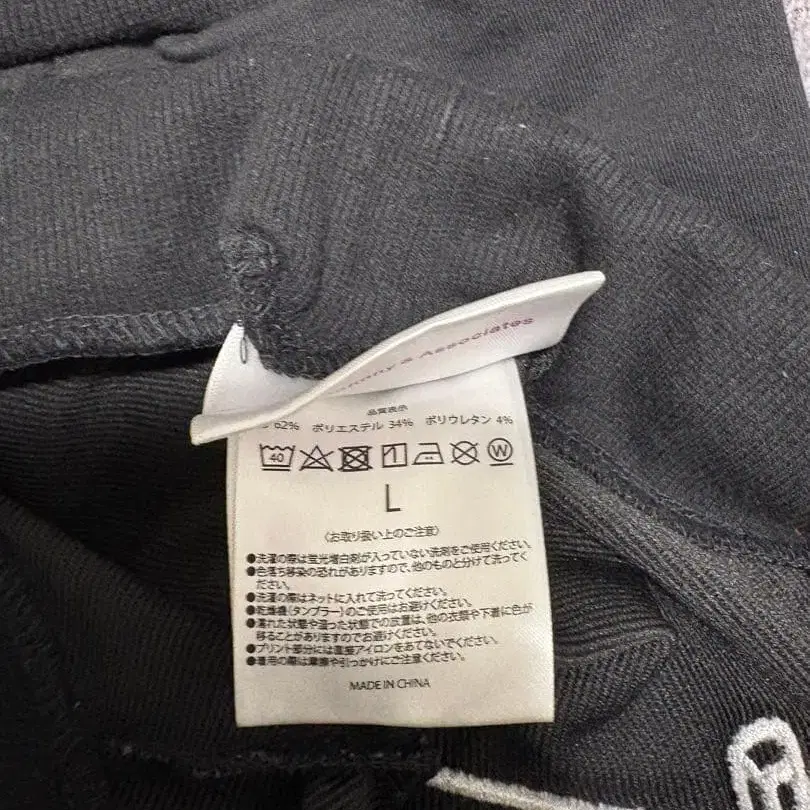 & Associates
品質表示
62% ポリエステル 34% ポリウレタン 4%
40
W
L
〈お取り扱い上のご注意〉
●洗濯の際は蛍光増白剤が入っていない洗剤をご使用ください。
●色落ち移染の恐れがありますので、他のものと分けて洗ってく
ださい。
●洗濯の際はネットに入れて洗ってください。
●乾燥機(タンブラー)のご使用はお避けください。
●濡れた状態や湿った状態での放置は、他の衣類や下着に色が
移ることがありますのでお避けください。
●プリント部分には直接アイロンをあてないでください。
●着用の際は摩擦や引っかけにご注意ください。
MADE IN CHINA